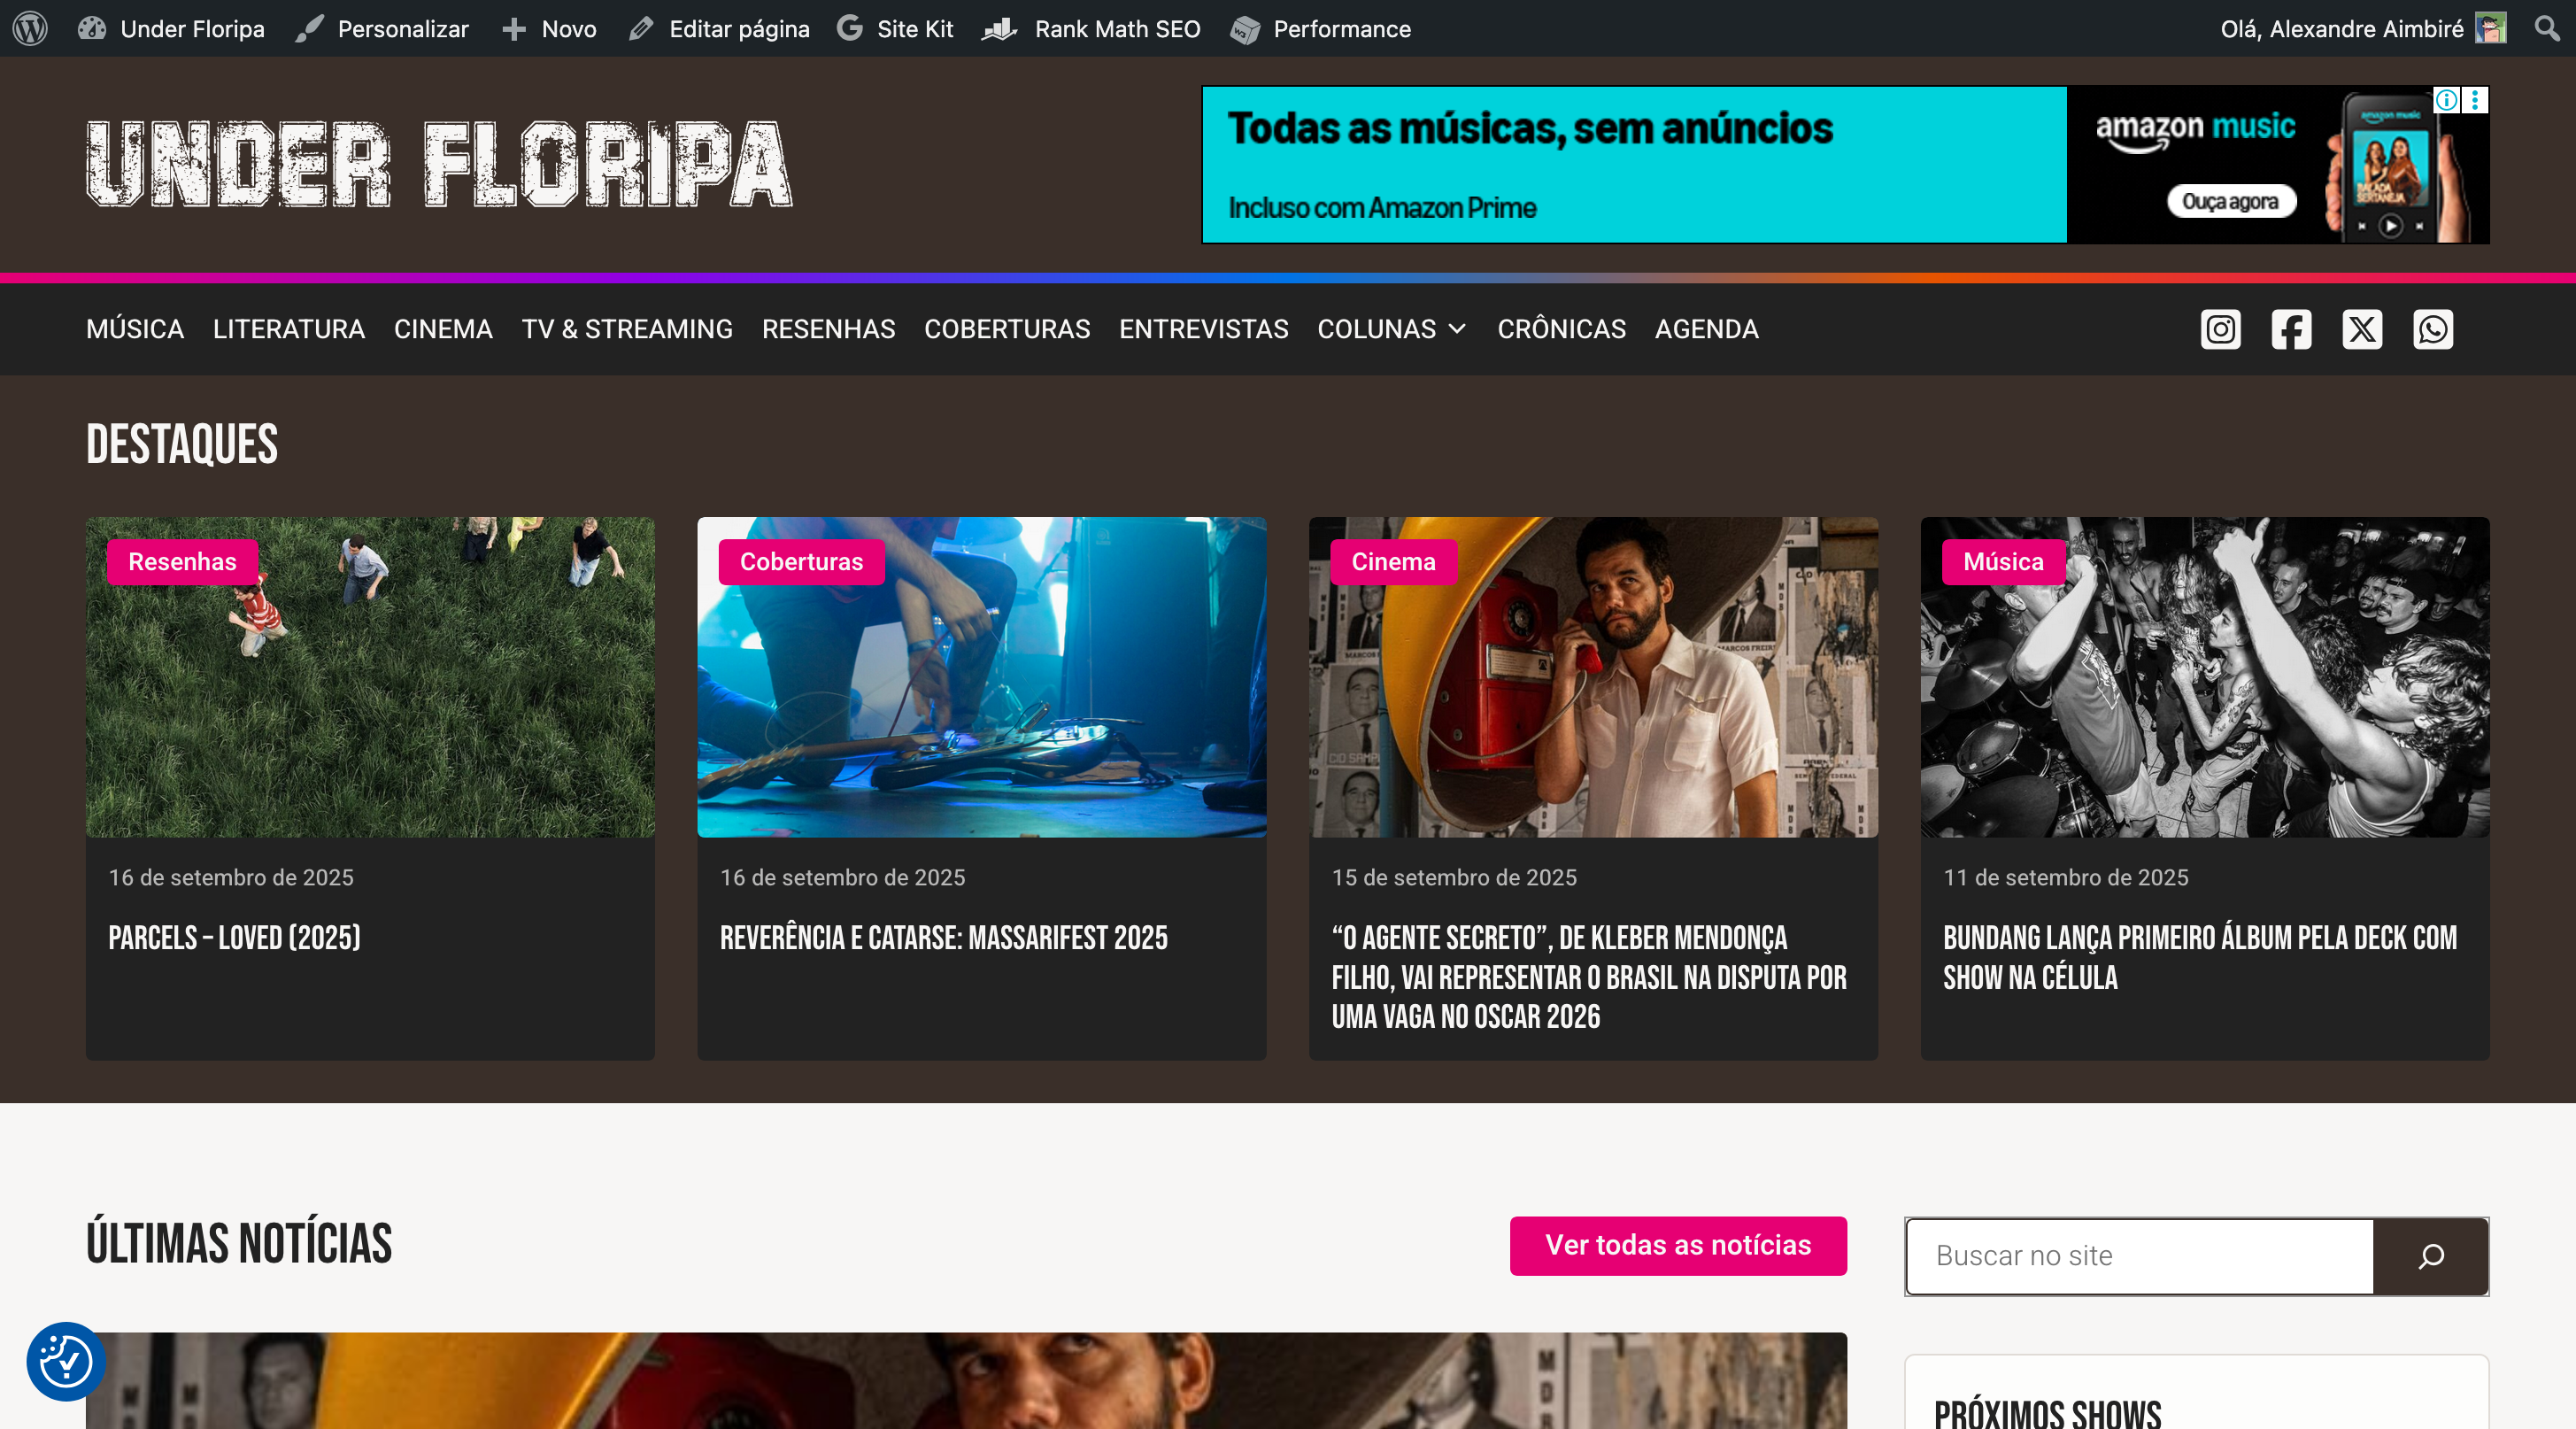 Under Floripa Personalizar Novo Editar página Site Kit Rank Math SEO Performance Olá, Alexandre Aimbiré
UNDER FLORIPA
Todas as músicas, sem anúncios
Incluso com Amazon Prime
amazon music
Ouça agora
amazon music
MÚSICA LITERATURA CINEMA TV & STREAMING RESENHAS COBERTURAS ENTREVISTAS COLUNAS CRÔNICAS AGENDA
DESTAQUES
Resenhas
16 de setembro de 2025
PARCELS – LOVED (2025)
Coberturas
16 de setembro de 2025
REVERÊNCIA E CATARSE: MASSARIFEST 2025
Cinema
MARCOS FREIR
15 de setembro de 2025
“O AGENTE SECRETO”, DE KLEBER MENDONÇA
FILHO, VAI REPRESENTAR O BRASIL NA DISPUTA POR
UMA VAGA NO OSCAR 2026
Música
11 de setembro de 2025
BUNDANG LANÇA PRIMEIRO ÁLBUM PELA DECK COM
SHOW NA CÉLULA
ÚLTIMAS NOTÍCIAS
Ver todas as notícias
Buscar no site
PRÓXIMOS SHOWS